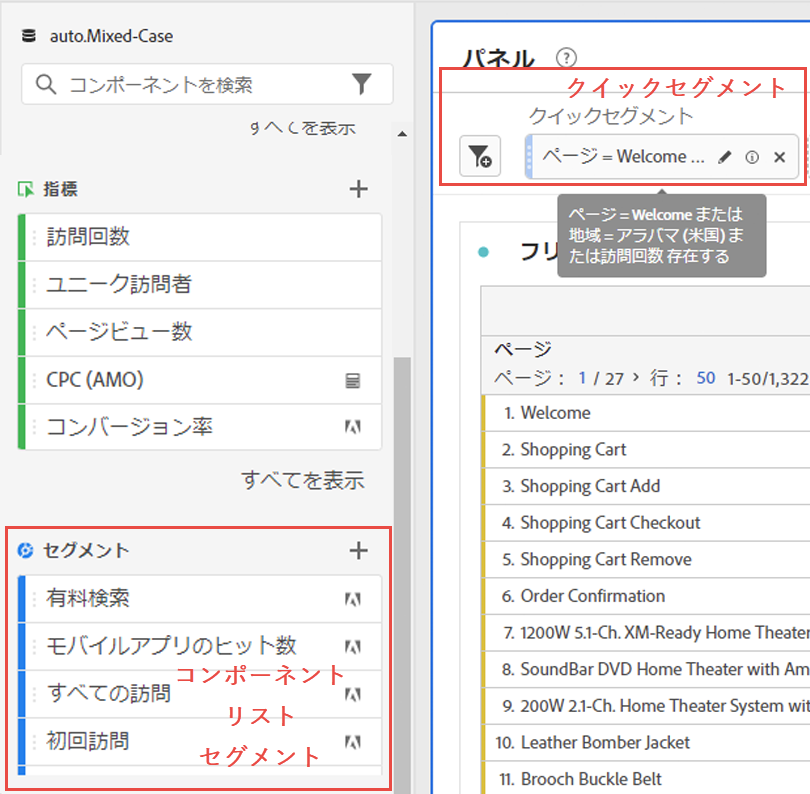 auto.Mixed-Case
コンポーネントを検索
すべてを表示
指標
訪問回数
ユニーク訪問者
ページビュー数
CPC (AMO)
コンバージョン率
すべてを表示
セグメント
有料検索
モバイルアプリのヒット数
すべての訪問
初回訪問
コンポーネント
リスト
セグメント
パネル
クイックセグメント
クイックセグメント
ページ = Welcome ...
ページ = Welcome または
地域 = アラバマ (米国) ま
たは訪問回数 存在する
フリ
ページ
ページ： 1 / 27 > 行： 50 1-50/1,322
1. Welcome
2. Shopping Cart
3. Shopping Cart Add
4. Shopping Cart Checkout
5. Shopping Cart Remove
6. Order Confirmation
7. 1200W 5.1-Ch. XM-Ready Home Theater
8. SoundBar DVD Home Theater with Am
9. 200W 2.1-Ch. Home Theater System wit
10. Leather Bomber Jacket
11. Brooch Buckle Belt